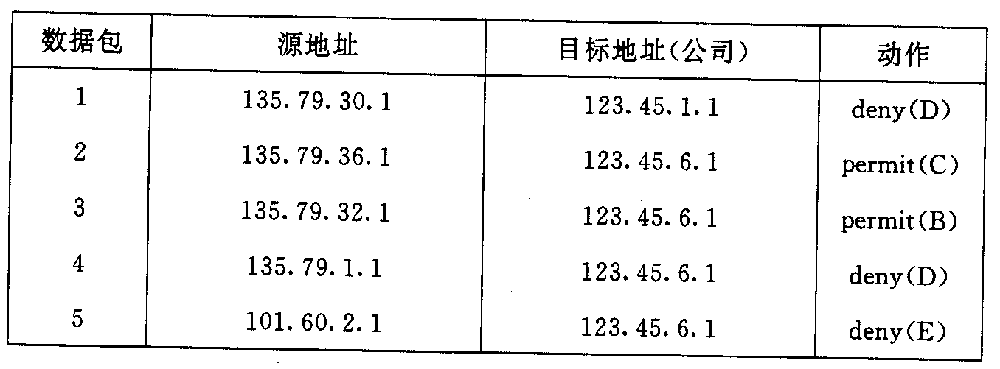 数据包 源地址 目标地址(公司) 动作
1 135.79.30.1 123.45.1.1 deny(D)
2 135.79.36.1 123.45.6.1 permit(C)
3 135.79.32.1 123.45.6.1 permit(B)
4 135.79.1.1 123.45.6.1 deny(D)
5 101.60.2.1 123.45.6.1 deny(E)